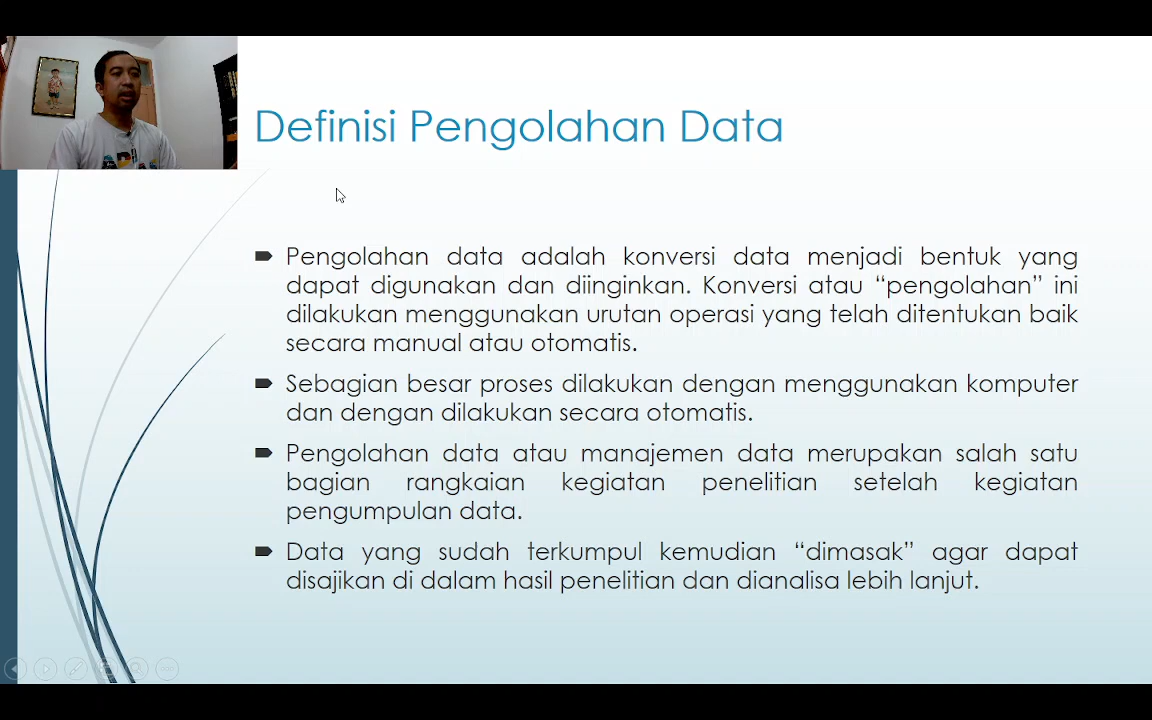 Definisi Pengolahan Data
Pengolahan data adalah konversi data menjadi bentuk yang
dapat digunakan dan diinginkan. Konversi atau “pengolahan” ini
dilakukan menggunakan urutan operasi yang telah ditentukan baik
secara manual atau otomatis.
Sebagian besar proses dilakukan dengan menggunakan komputer
dan dengan dilakukan secara otomatis.
Pengolahan data atau manajemen data merupakan salah satu
bagian rangkaian kegiatan penelitian setelah kegiatan
pengumpulan data.
Data yang sudah terkumpul kemudian “dimasak” agar dapat
disajikan di dalam hasil penelitian dan dianalisa lebih lanjut.